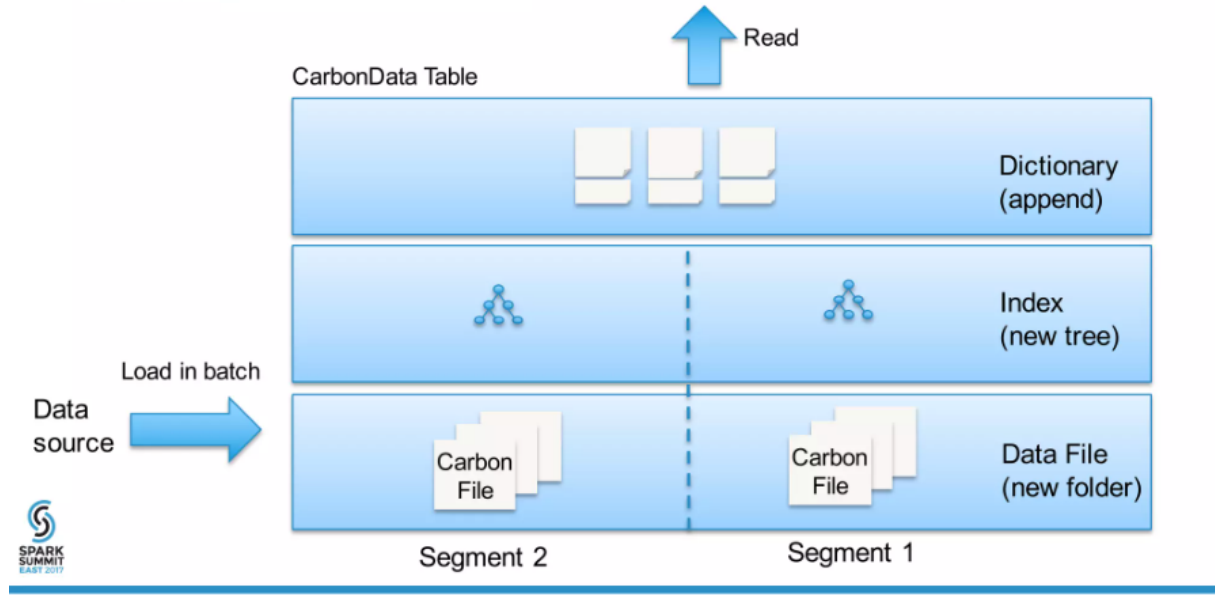 Read
CarbonData Table
Dictionary
(append)
Index
(new tree)
Load in batch
Data
source
Carbon
File
Carbon
File
Data File
(new folder)
Segment 2
Segment 1
SPARK
SUMMIT
EAST 2017